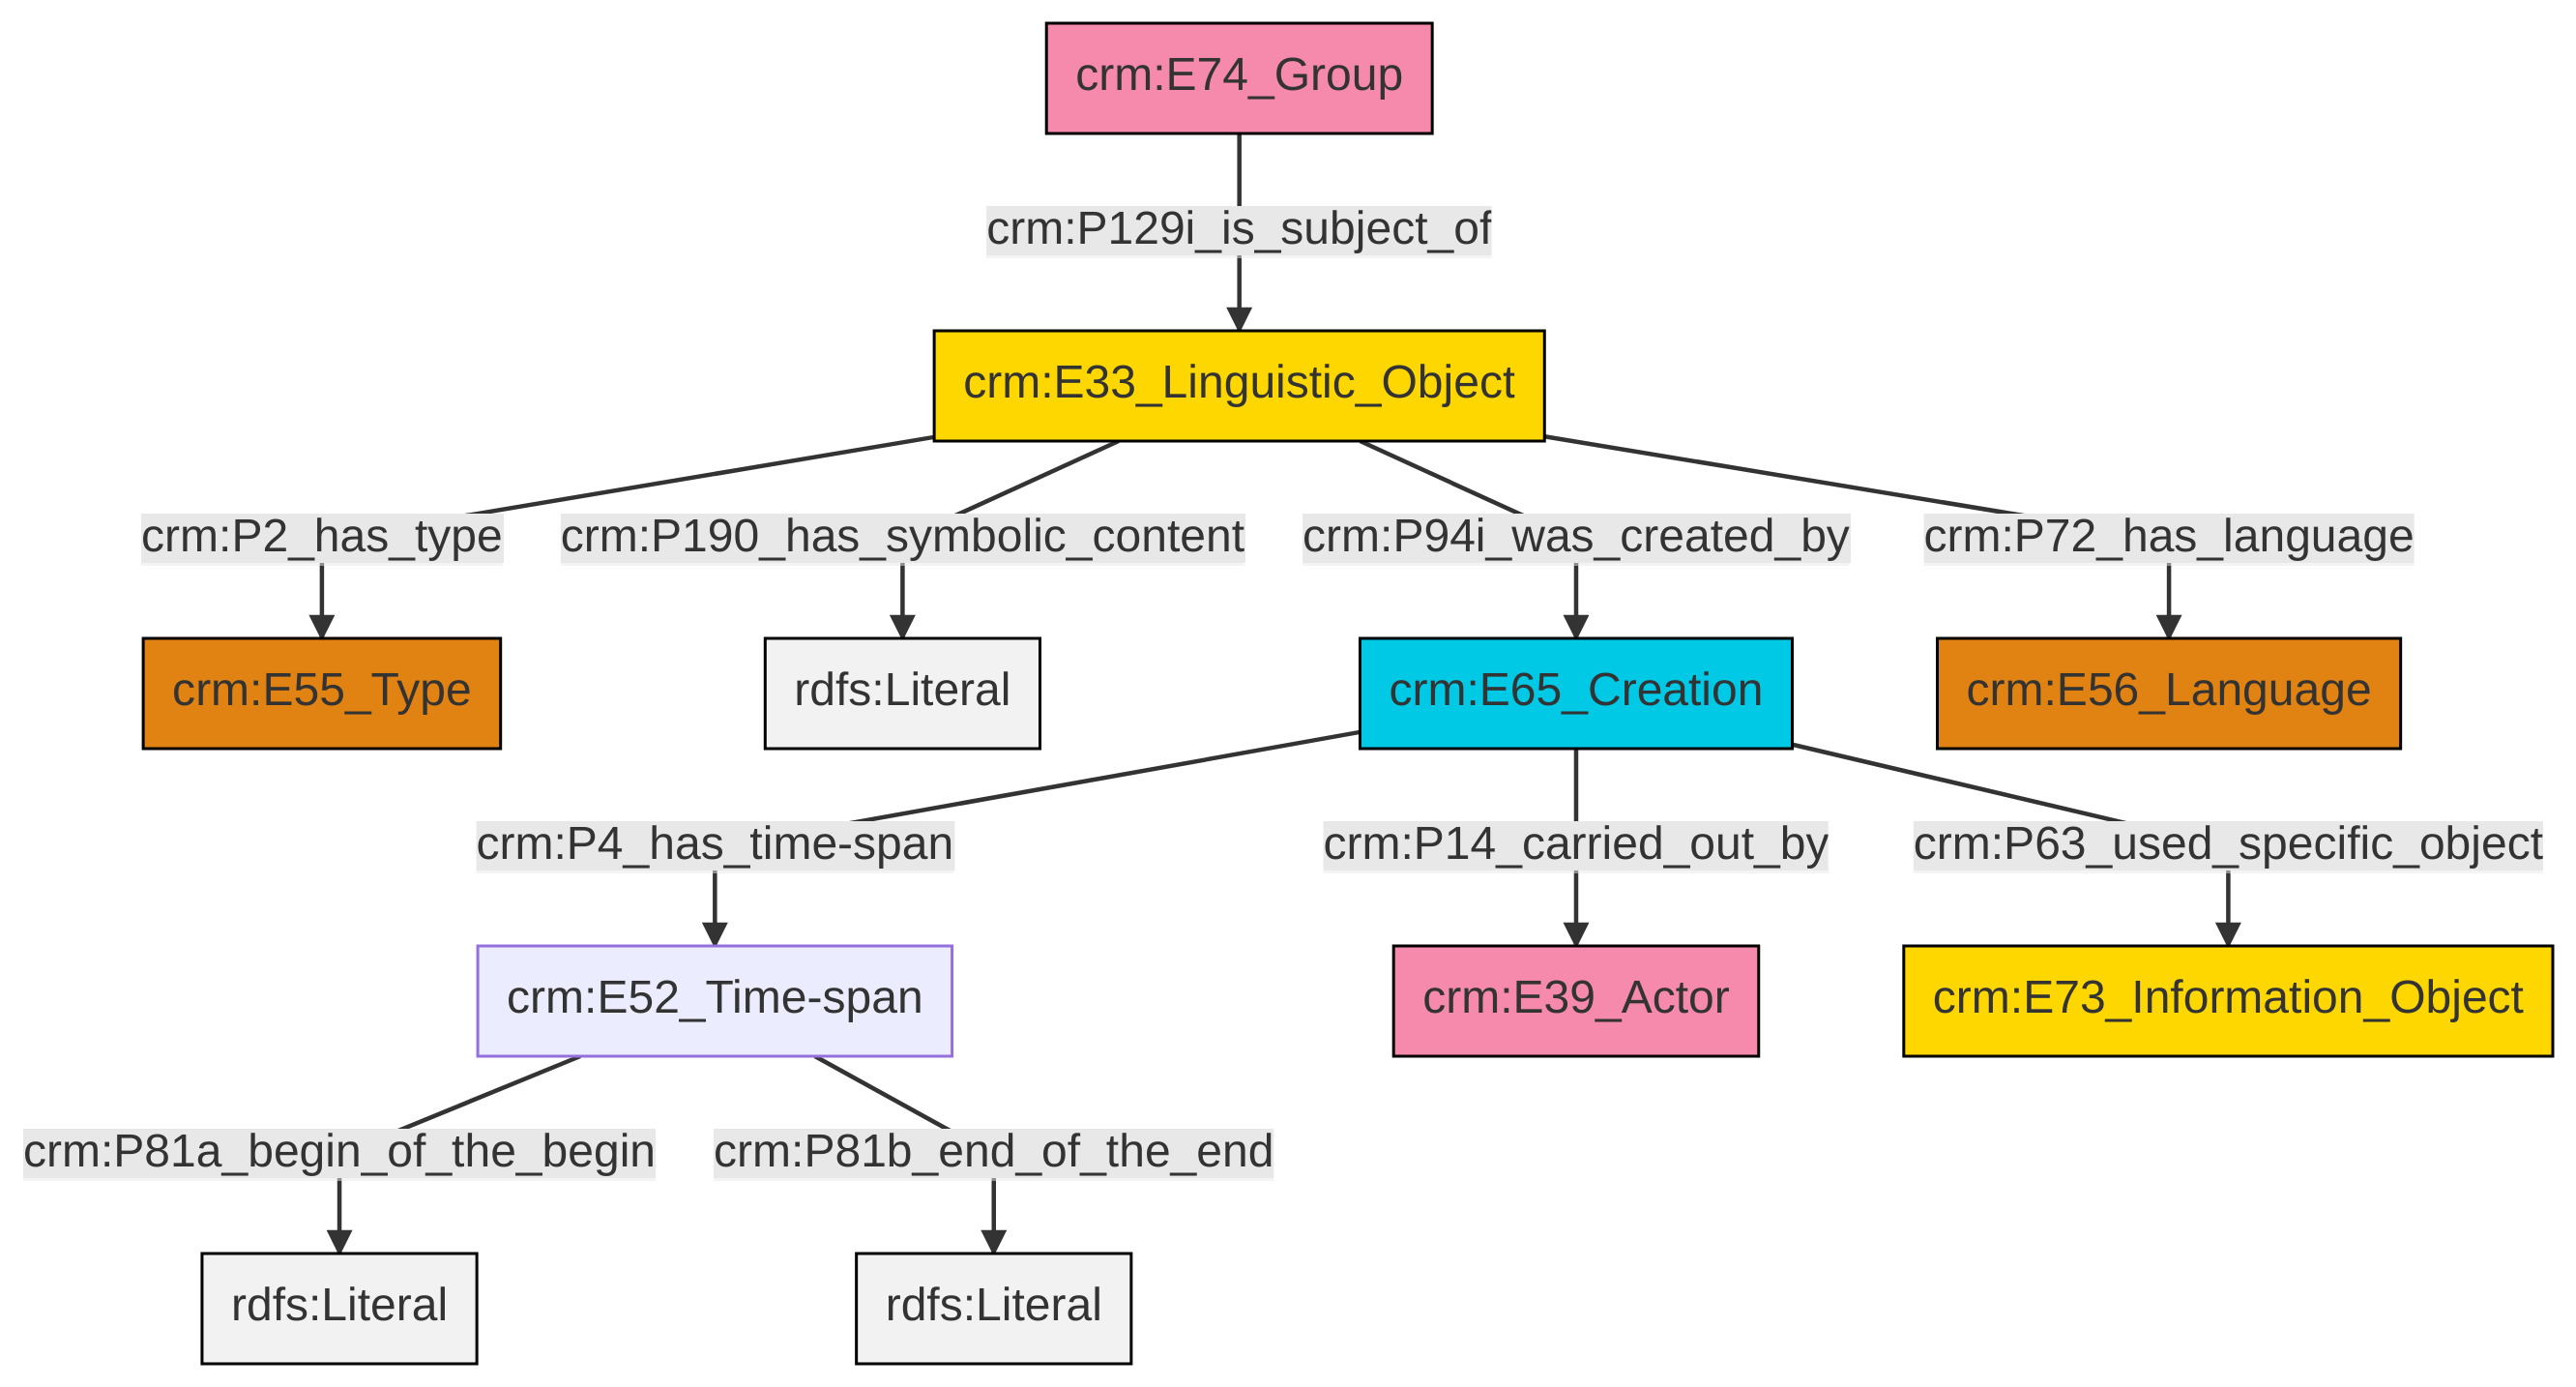 crm:E74_Group
crm:P129i_is_subject_of
crm:E33_Linguistic_Object
crm:P2_has_type
crm:P190_has_symbolic_content
crm:P94i_was_created_by
crm:P72_has_language
crm:E55_Type
rdfs:Literal
crm:E65_Creation
crm:E56_Language
crm:P4_has_time-span
crm:P14_carried_out_by
crm:P63_used_specific_object
crm:E52_Time-span
crm:E39_Actor
crm:E73_Information_Object
crm:P81a_begin_of_the_begin
crm:P81b_end_of_the_end
rdfs:Literal
rdfs:Literal